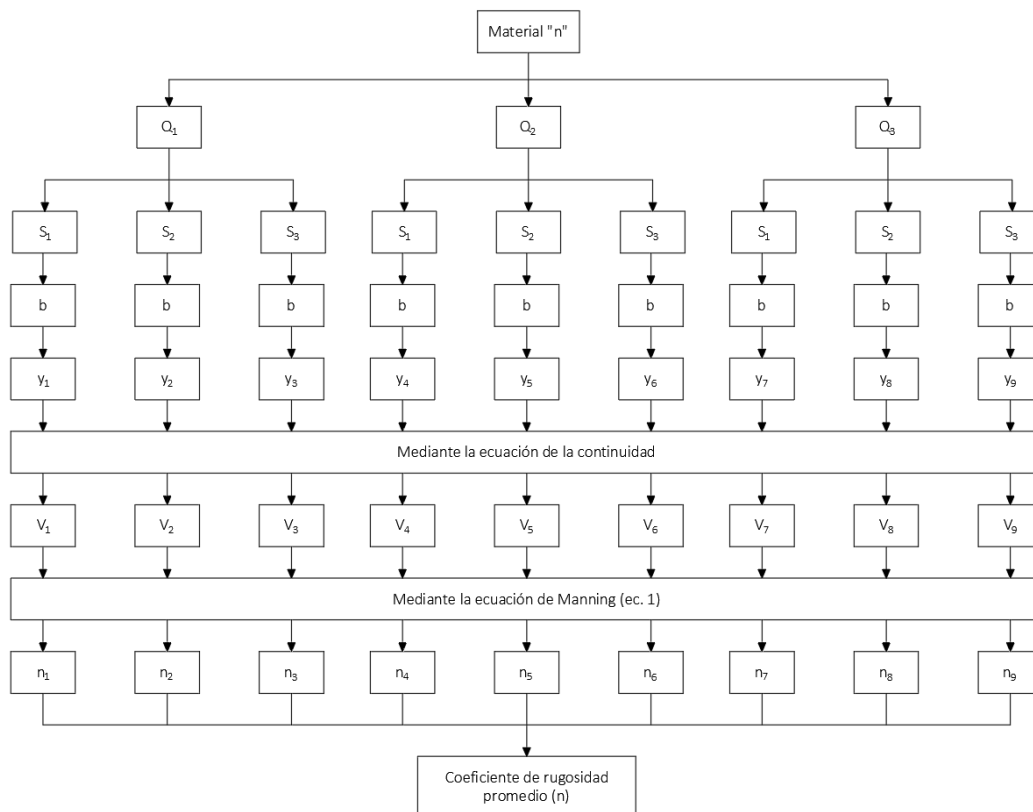 Material "n"
Q₁ Q₂ Q₃
S₁ S₂ S₃ S₁ S₂ S₃ S₁ S₂ S₃
b b b b b b b b b
y₁ y₂ y₃ y₄ y₅ y₆ y₇ y₈ y₉
Mediante la ecuación de la continuidad
V₁ V₂ V₃ V₄ V₅ V₆ V₇ V₈ V₉
Mediante la ecuación de Manning (ec. 1)
n₁ n₂ n₃ n₄ n₅ n₆ n₇ n₈ n₉
Coeficiente de rugosidad
promedio (n)